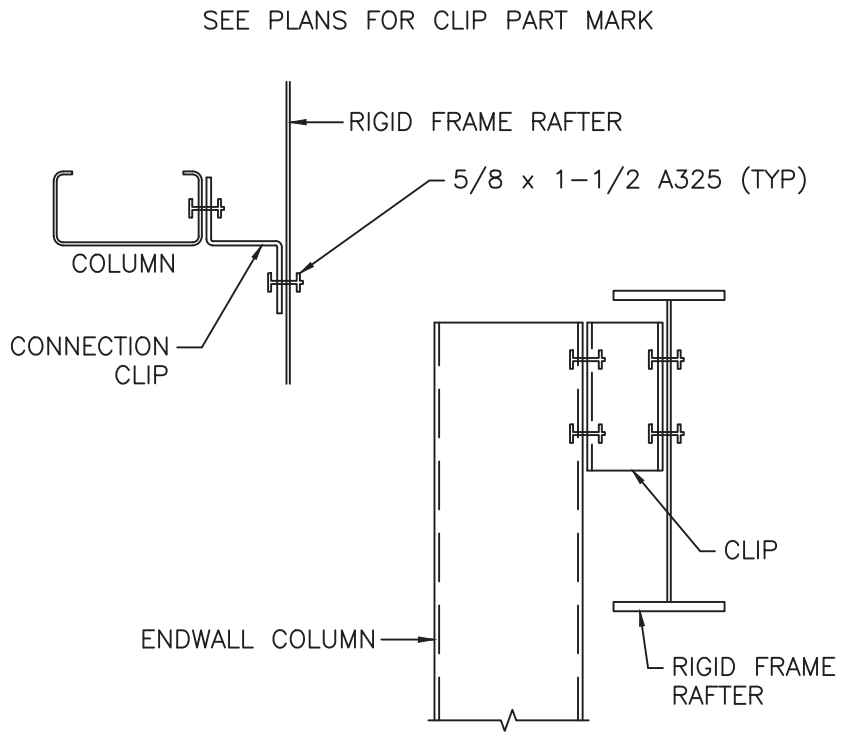 SEE PLANS FOR CLIP PART MARK
RIGID FRAME RAFTER
5/8 x 1-1/2 A325 (TYP)
COLUMN
CONNECTION
CLIP
CLIP
ENDWALL COLUMN
RIGID FRAME
RAFTER